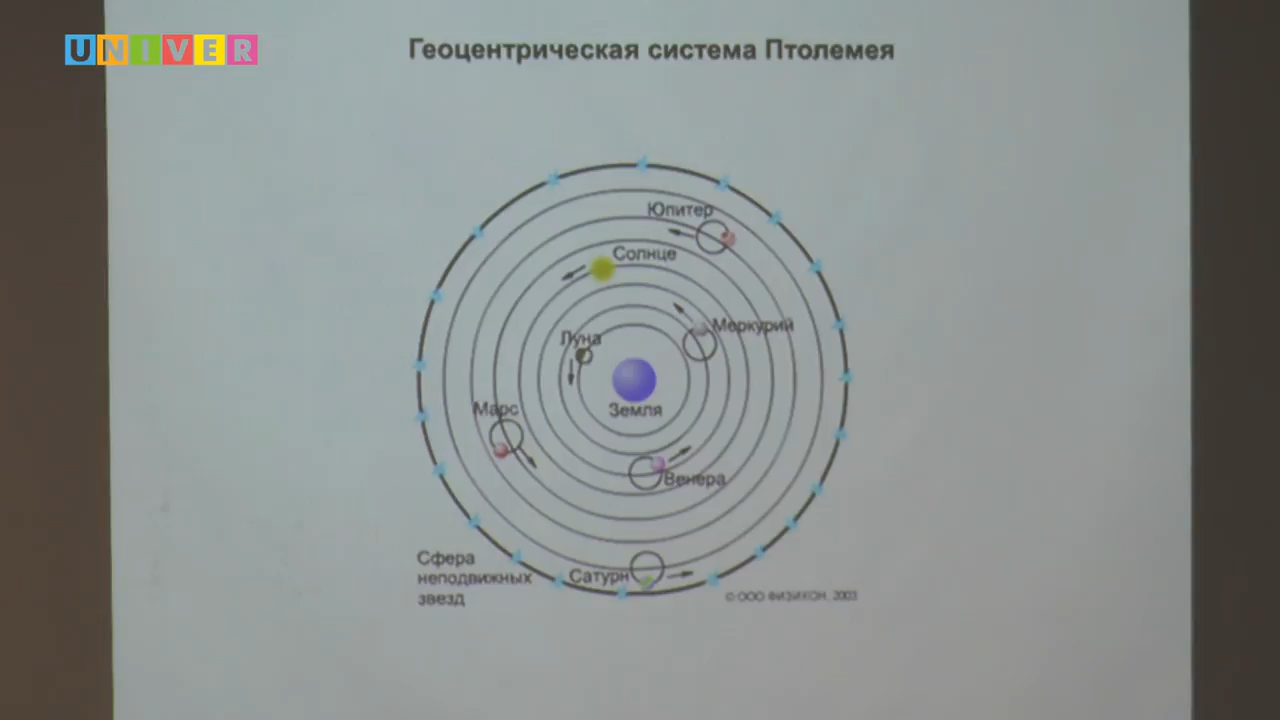 UNIVER
Геоцентрическая система Птолемея
Юпитер
Солнце
Меркурий
Луна
Земля
Марс
Венера
Сфера
неподвижных
звезд
Сатурн
© ООО ФИЗИКОН, 2003